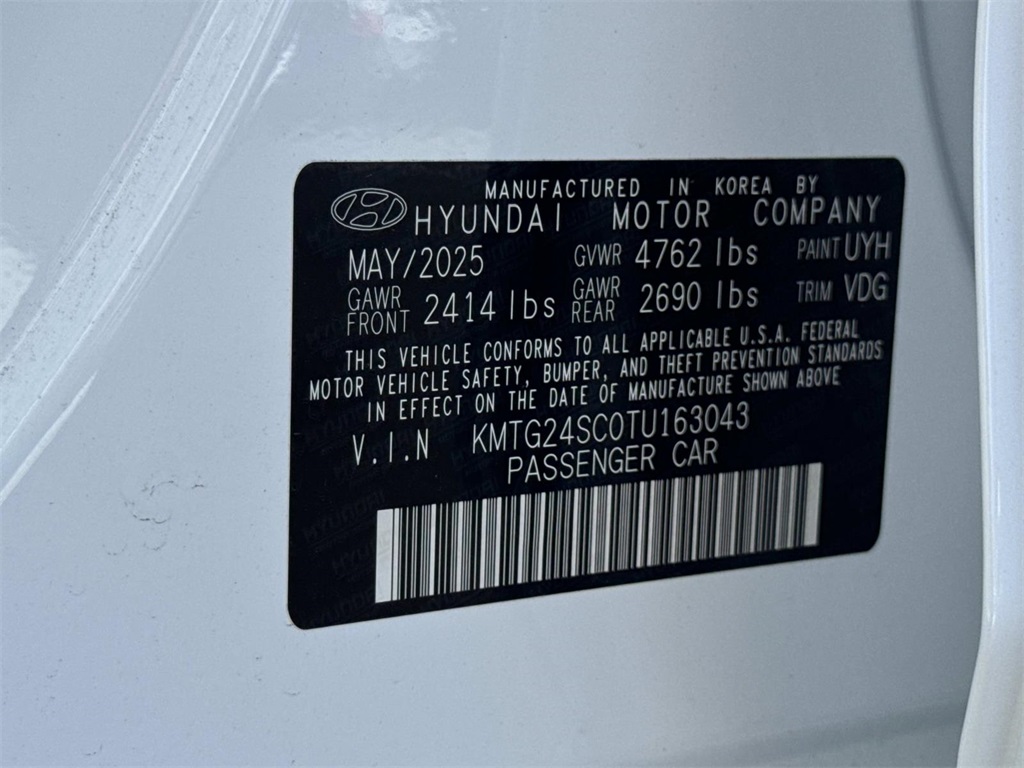 MANUFACTURED IN KOREA BY
HYUNDAI MOTOR COMPANY
MAY/2025 GVWR 4762 lbs PAINT UYH
GAWR FRONT 2414 lbs GAWR REAR 2690 lbs TRIM VDG
THIS VEHICLE CONFORMS TO ALL APPLICABLE U.S.A. FEDERAL
MOTOR VEHICLE SAFETY, BUMPER, AND THEFT PREVENTION STANDARDS
IN EFFECT ON THE DATE OF MANUFACTURE SHOWN ABOVE
V.I.N KMTG24SC0TU163043
PASSENGER CAR